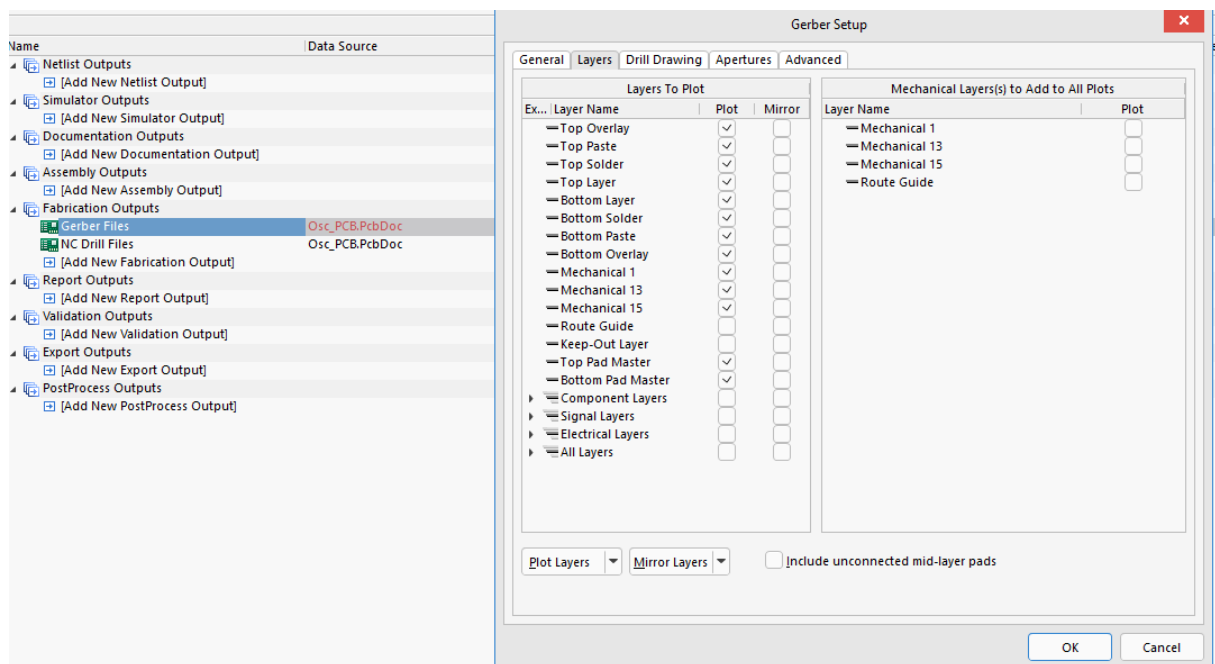 Name Data Source
Netlist Outputs
[Add New Netlist Output]
Simulator Outputs
[Add New Simulator Output]
Documentation Outputs
[Add New Documentation Output]
Assembly Outputs
[Add New Assembly Output]
Fabrication Outputs
Gerber Files Osc_PCB.PcbDoc
NC Drill Files Osc_PCB.PcbDoc
[Add New Fabrication Output]
Report Outputs
[Add New Report Output]
Validation Outputs
[Add New Validation Output]
Export Outputs
[Add New Export Output]
PostProcess Outputs
[Add New PostProcess Output]
Gerber Setup
General Layers Drill Drawing Apertures Advanced
Layers To Plot
Ex... Layer Name Plot Mirror
Top Overlay
Top Paste
Top Solder
Top Layer
Bottom Layer
Bottom Solder
Bottom Paste
Bottom Overlay
Mechanical 1
Mechanical 13
Mechanical 15
Route Guide
Keep-Out Layer
Top Pad Master
Bottom Pad Master
Component Layers
Signal Layers
Electrical Layers
All Layers
Mechanical Layers(s) to Add to All Plots
Layer Name Plot
Mechanical 1
Mechanical 13
Mechanical 15
Route Guide
Plot Layers Mirror Layers Include unconnected mid-layer pads
OK Cancel